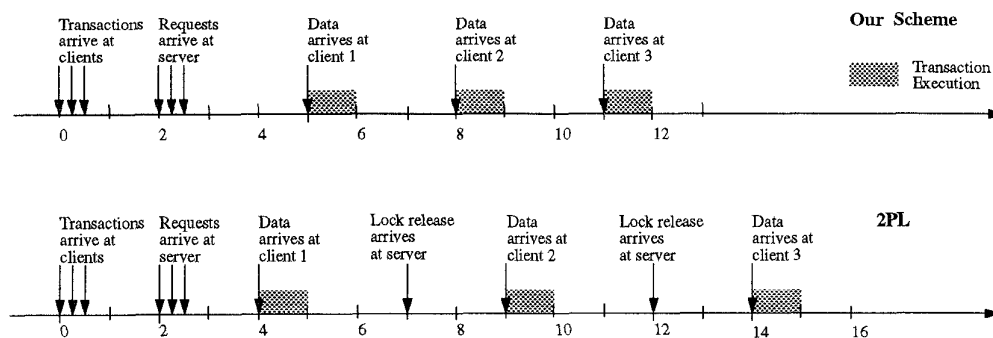 Our Scheme
Transaction
Execution
Transactions
arrive at
clients
Requests
arrive at
server
Data
arrives at
client 1
Data
arrives at
client 2
Data
arrives at
client 3
0 2 4 6 8 10 12
2PL
Transactions
arrive at
clients
Requests
arrive at
server
Data
arrives at
client 1
Lock release
arrives
at server
Data
arrives at
client 2
Lock release
arrives
at server
Data
arrives at
client 3
0 2 4 6 8 10 12 14 16